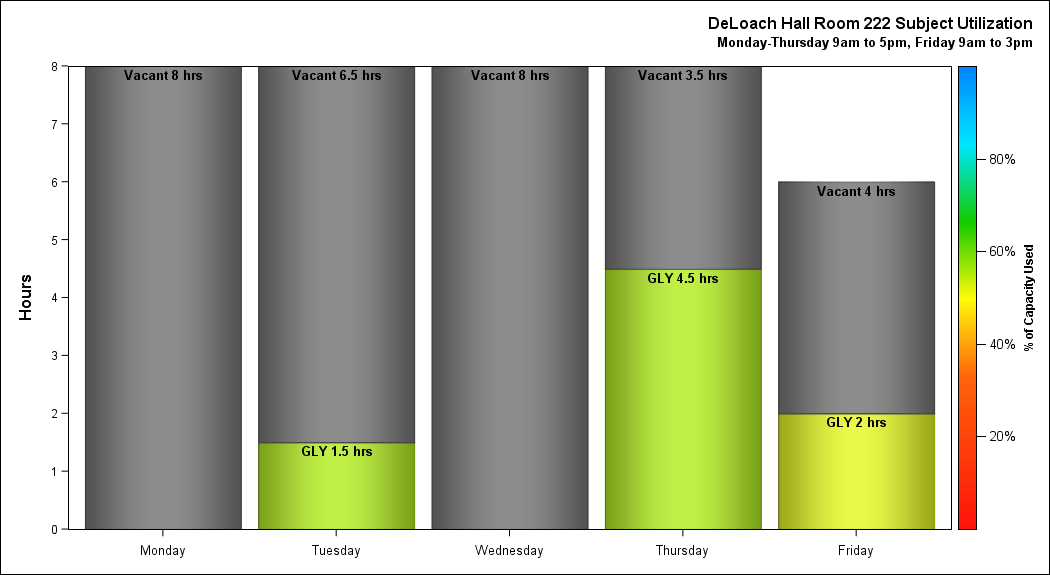 DeLoach Hall Room 222 Subject Utilization
Monday-Thursday 9am to 5pm, Friday 9am to 3pm
Hours
8
7
6
5
4
3
2
1
0
Vacant 8 hrs
Vacant 6.5 hrs
GLY 1.5 hrs
Vacant 8 hrs
Vacant 3.5 hrs
GLY 4.5 hrs
Vacant 4 hrs
GLY 2 hrs
Monday
Tuesday
Wednesday
Thursday
Friday
80%
60%
40%
20%
% of Capacity Used